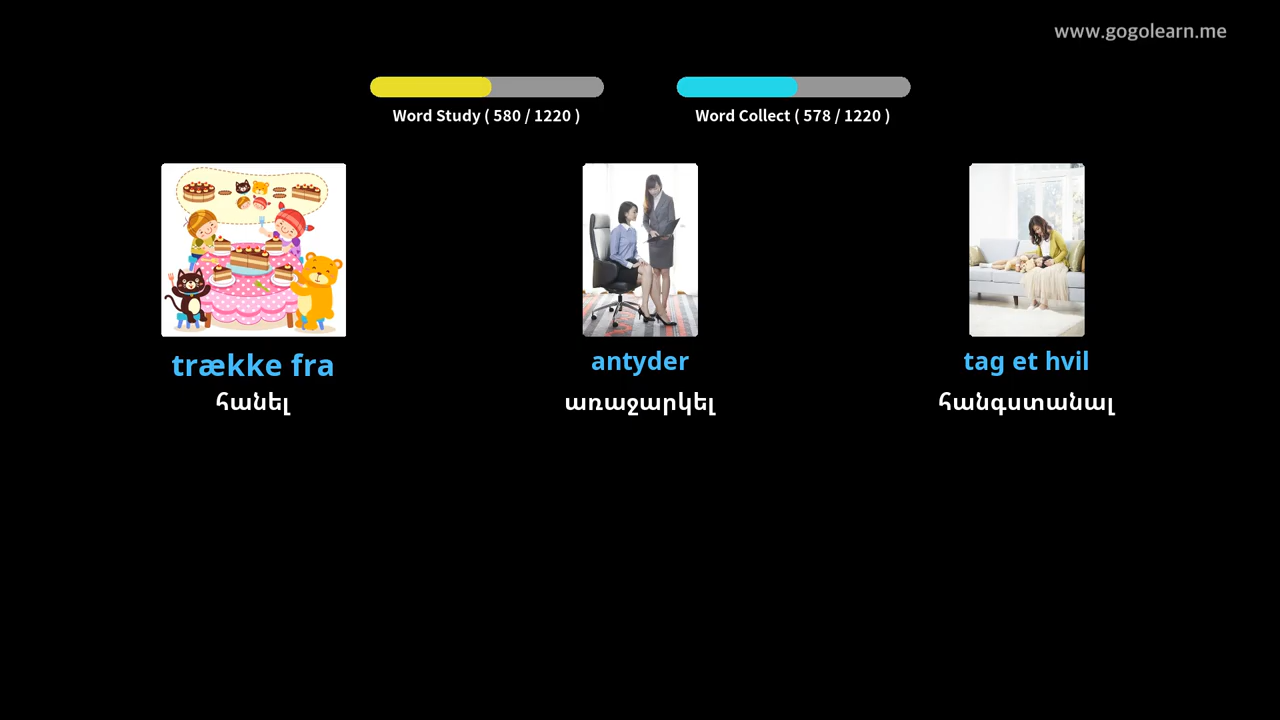 www.gogolearn.me
Word Study ( 580 / 1220 )
Word Collect ( 578 / 1220 )
trække fra
հանել
antyder
առաջարկել
tag et hvil
հանգստանալ